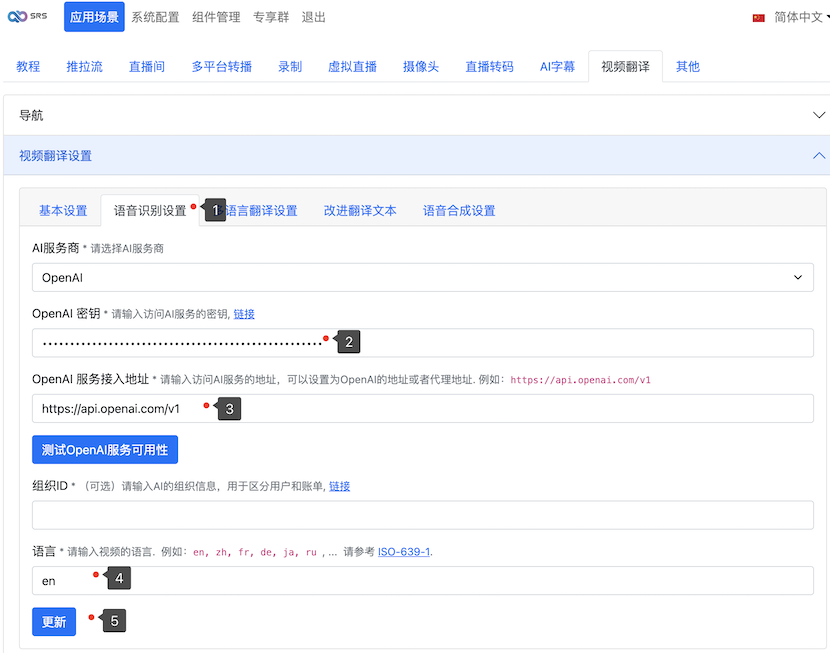 SRS 应用场景 系统配置 组件管理 专享群 退出 简体中文
教程 推拉流 直播间 多平台转播 录制 虚拟直播 摄像头 直播转码 AI字幕 视频翻译 其他
导航
视频翻译设置
基本设置 语音识别设置 1 语言翻译设置 改进翻译文本 语音合成设置
AI服务商 * 请选择AI服务商
OpenAI
OpenAI 密钥 * 请输入访问AI服务的密钥, 链接
2
OpenAI 服务接入地址 * 请输入访问AI服务的地址，可以设置为OpenAI的地址或者代理地址. 例如：https://api.openai.com/v1
https://api.openai.com/v1 3
测试OpenAI服务可用性
组织ID * （可选）请输入AI的组织信息，用于区分用户和账单, 链接
语言 * 请输入视频的语言. 例如：en, zh, fr, de, ja, ru , ... 请参考 ISO-639-1.
en 4
更新 5